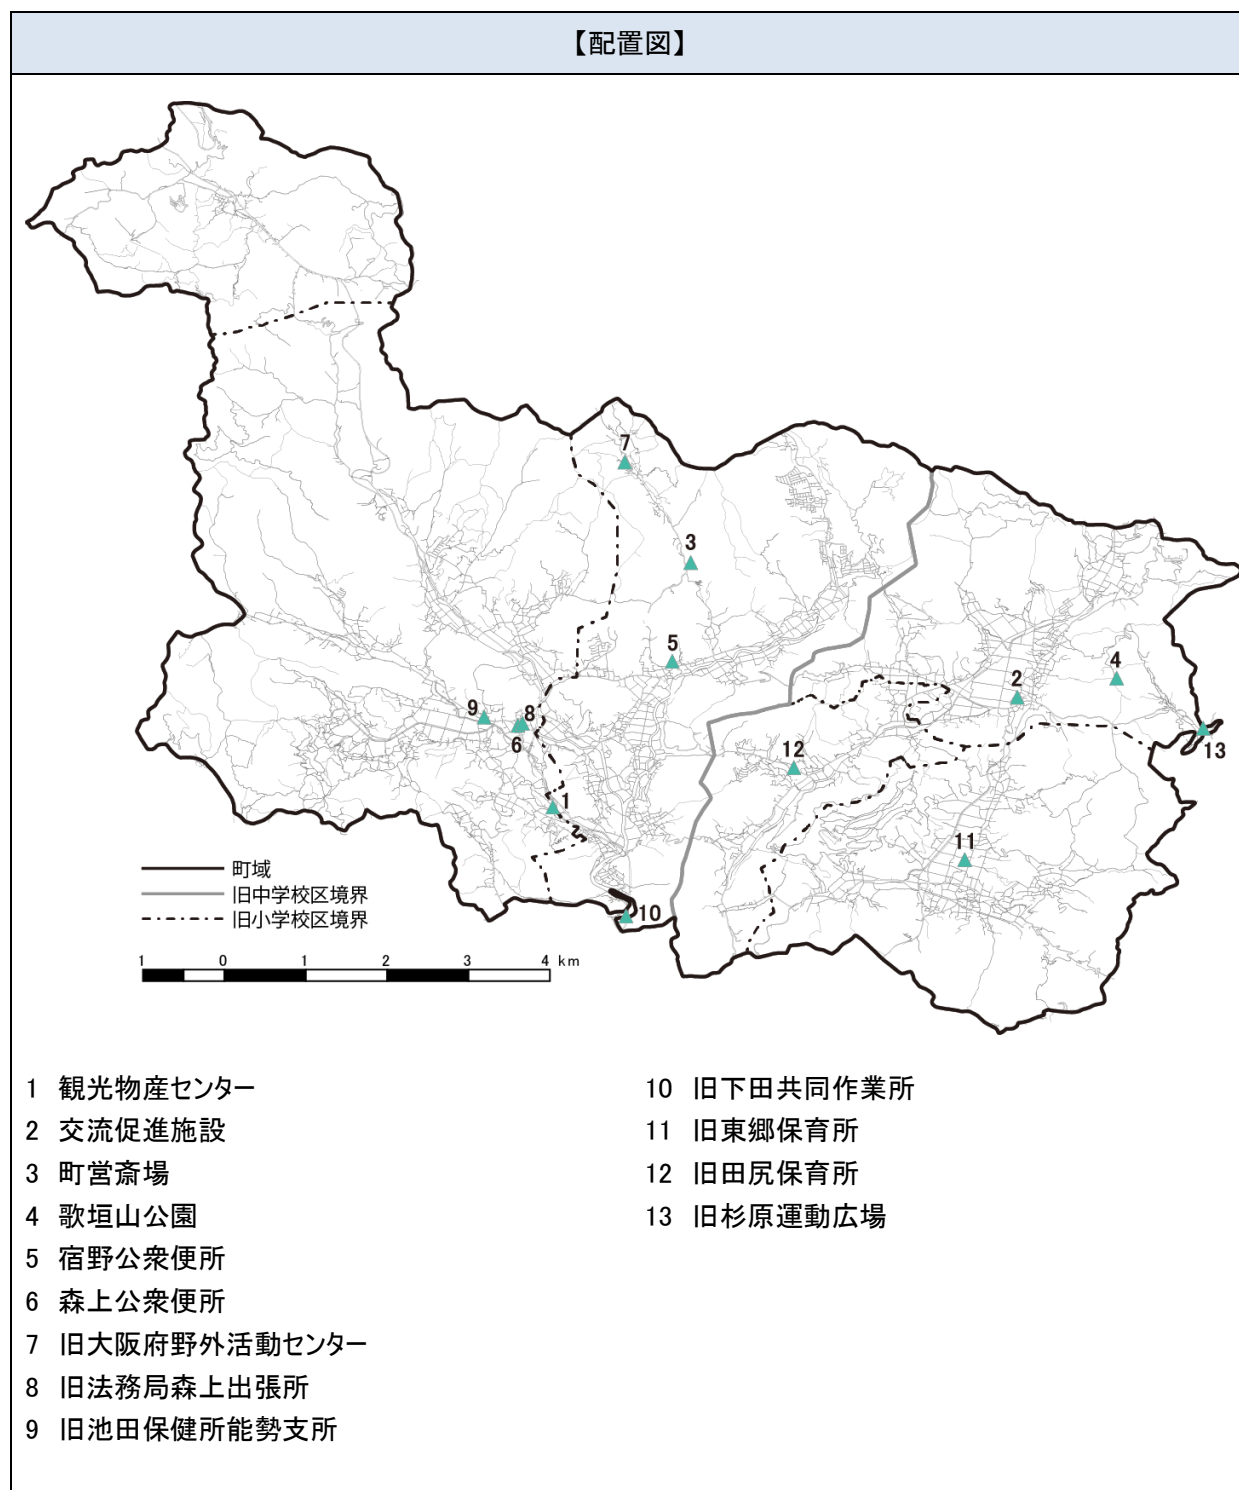 【配置図】
7
3
5
4
2
9
8
6
13
12
1
11
10
町域
旧中学校区境界
旧小学校区境界
1 0 1 2 3 4 km
1 観光物産センター
2 交流促進施設
3 町営斎場
4 歌垣山公園
5 宿野公衆便所
6 森上公衆便所
7 旧大阪府野外活動センター
8 旧法務局森上出張所
9 旧池田保健所能勢支所
10 旧下田共同作業所
11 旧東郷保育所
12 旧田尻保育所
13 旧杉原運動広場